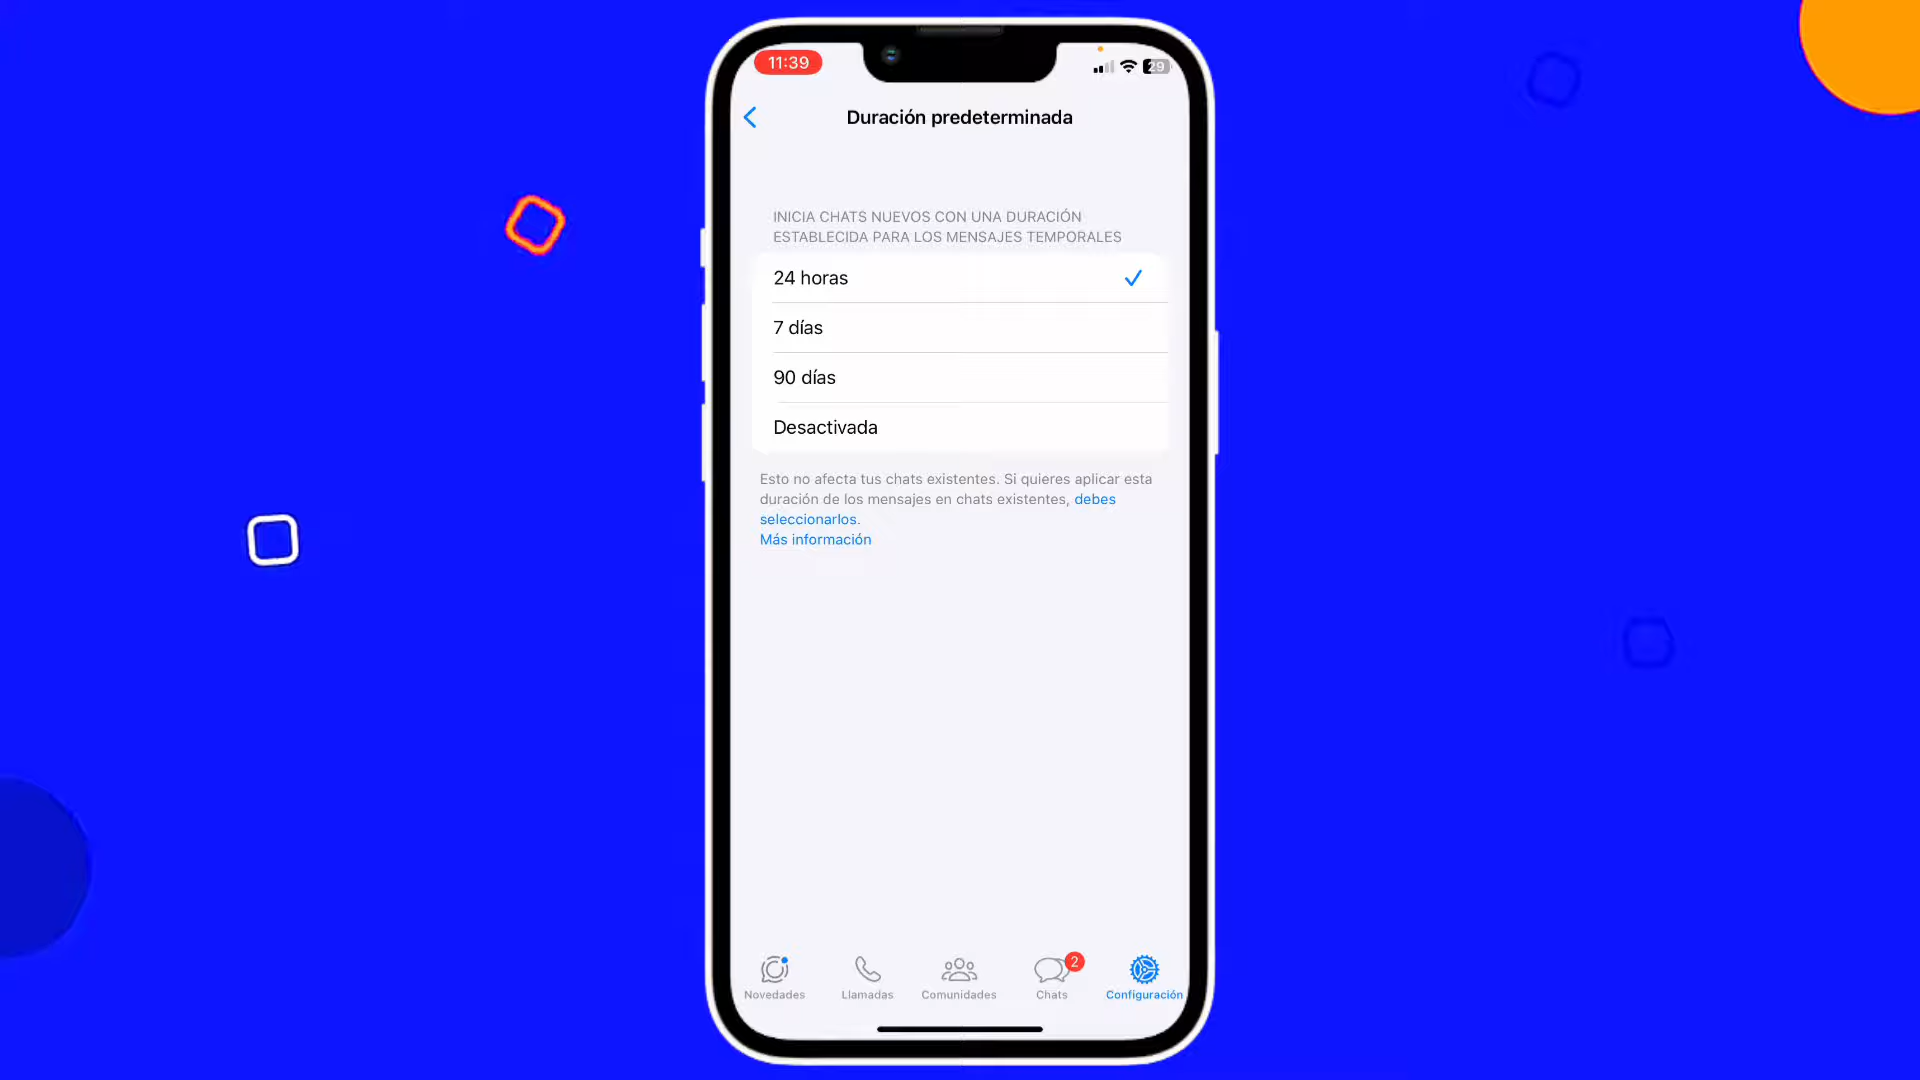 11:39
29
Duración predeterminada
INICIA CHATS NUEVOS CON UNA DURACIÓN
ESTABLECIDA PARA LOS MENSAJES TEMPORALES
24 horas
7 días
90 días
Desactivada
Esto no afecta tus chats existentes. Si quieres aplicar esta
duración de los mensajes en chats existentes, debes
seleccionarlos.
Más información
2
Novedades
Llamadas
Comunidades
Chats
Configuración